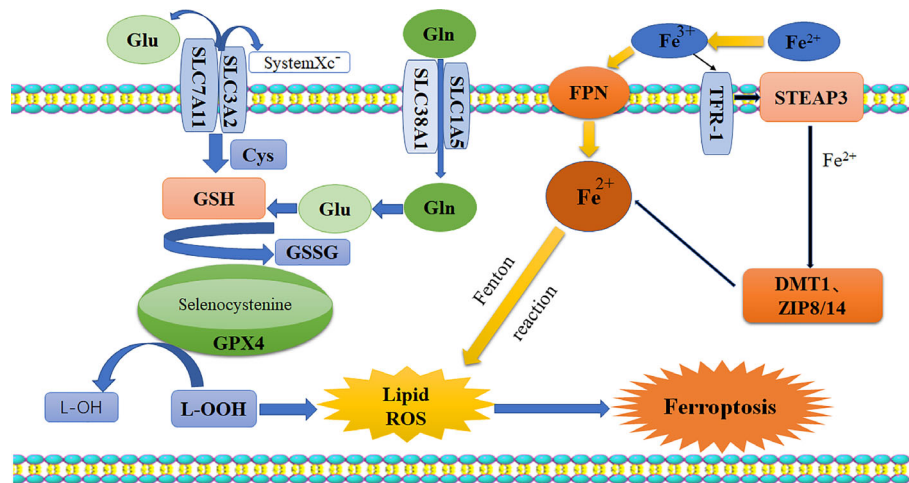 Glu
SLC7A11
SLC3A2
SystemXc⁻
Gln
SLC38A1
SLC1A5
Fe³⁺
Fe²⁺
FPN
TFR-1
STEAP3
Cys
Fe²⁺
GSH
Glu
Gln
Fe²⁺
GSSG
Selenocystenine
GPX4
Fenton
reaction
DMT1、
ZIP8/14
L-OH
L-OOH
Lipid
ROS
Ferroptosis